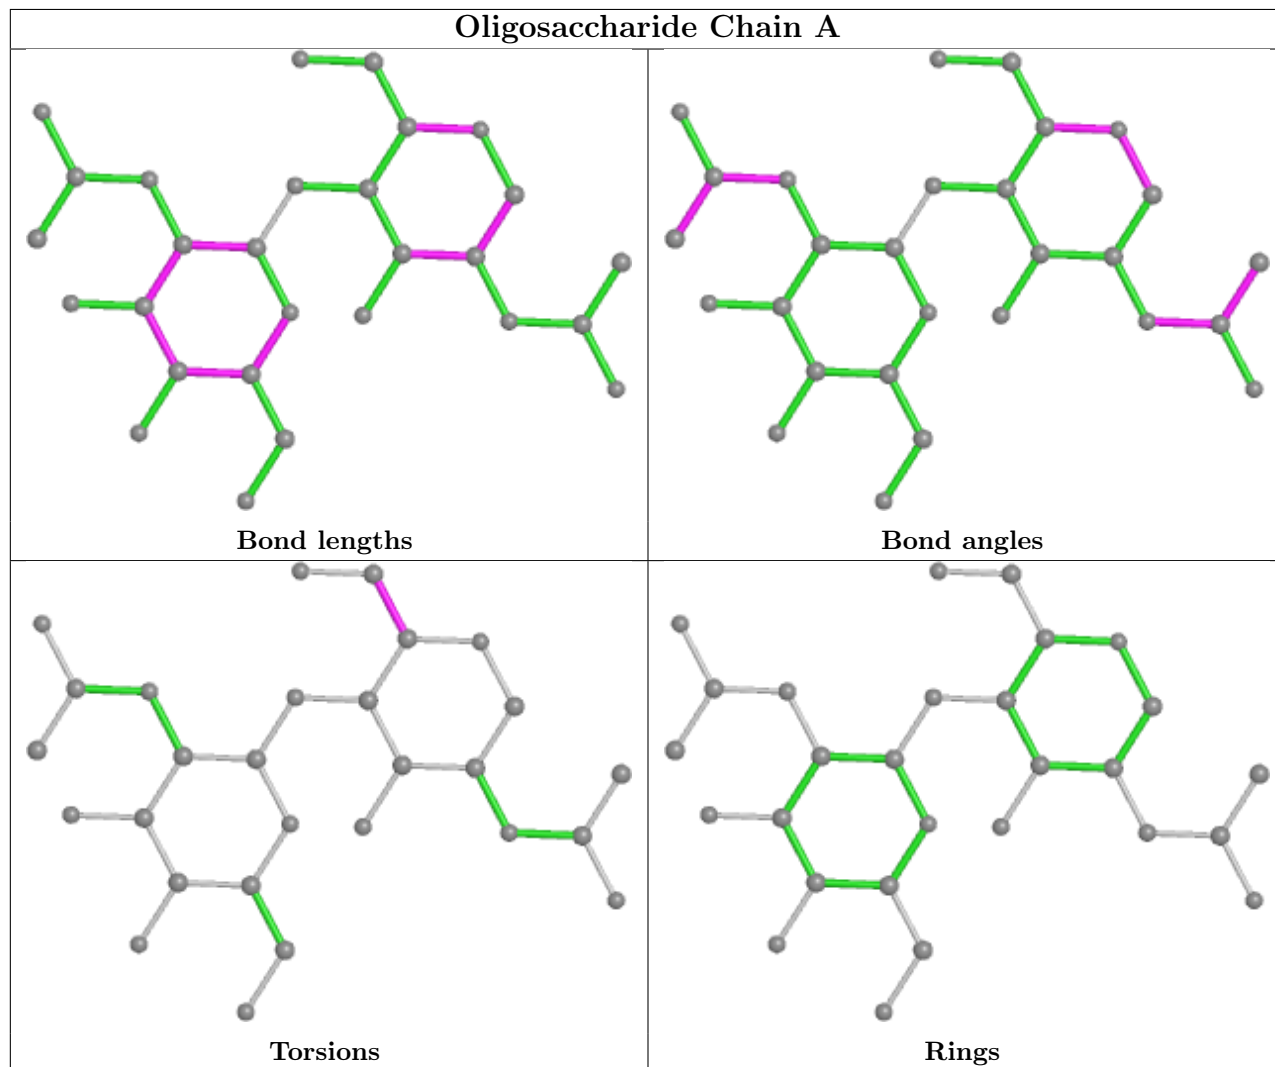 Oligosaccharide Chain A
Bond lengths
Bond angles
Torsions
Rings